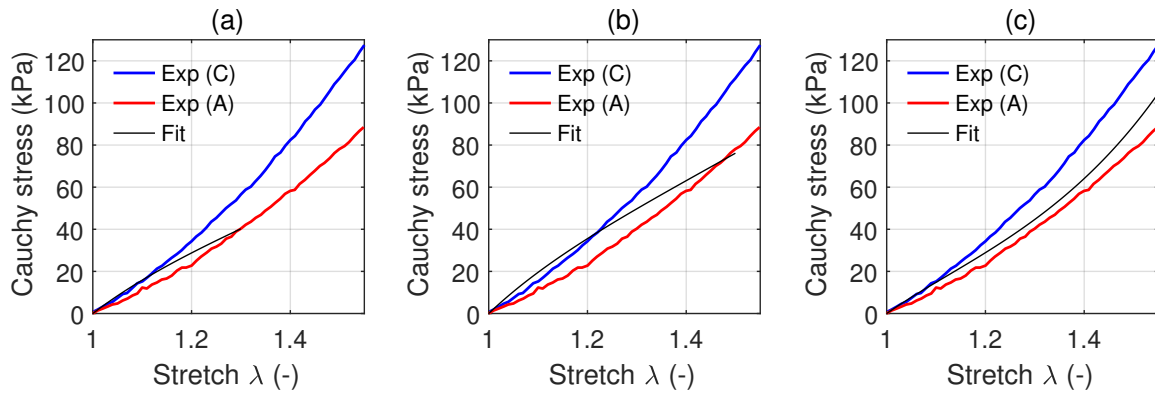 (a)
Cauchy stress (kPa)
120
100
80
60
40
20
0
Exp (C)
Exp (A)
Fit
1
1.2
1.4
Stretch λ (-)
(b)
Cauchy stress (kPa)
120
100
80
60
40
20
0
Exp (C)
Exp (A)
Fit
1
1.2
1.4
Stretch λ (-)
(c)
Cauchy stress (kPa)
120
100
80
60
40
20
0
Exp (C)
Exp (A)
Fit
1
1.2
1.4
Stretch λ (-)